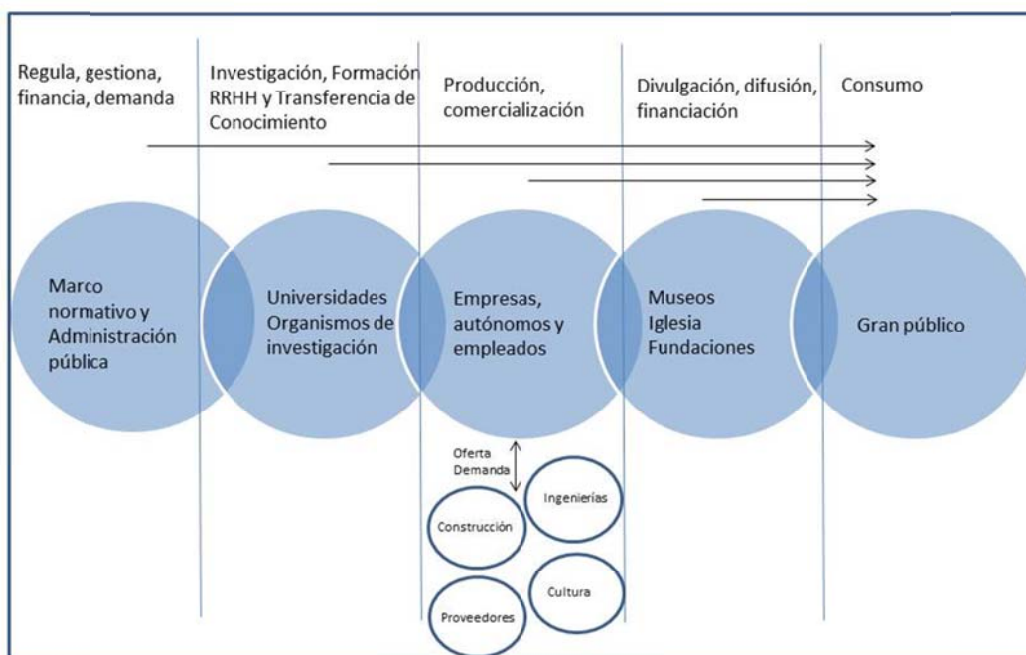 Regula, gestiona,
financia, demanda
Investigación, Formación
RRHH y Transferencia de
Conocimiento
Producción,
comercialización
Divulgación, difusión,
financiación
Consumo
Marco
normativo y
Administración
pública
Universidades
Organismos de
investigación
Empresas,
autónomos y
empleados
Museos
Iglesia
Fundaciones
Gran público
Oferta
Demanda
Ingenierías
Construcción
Cultura
Proveedores